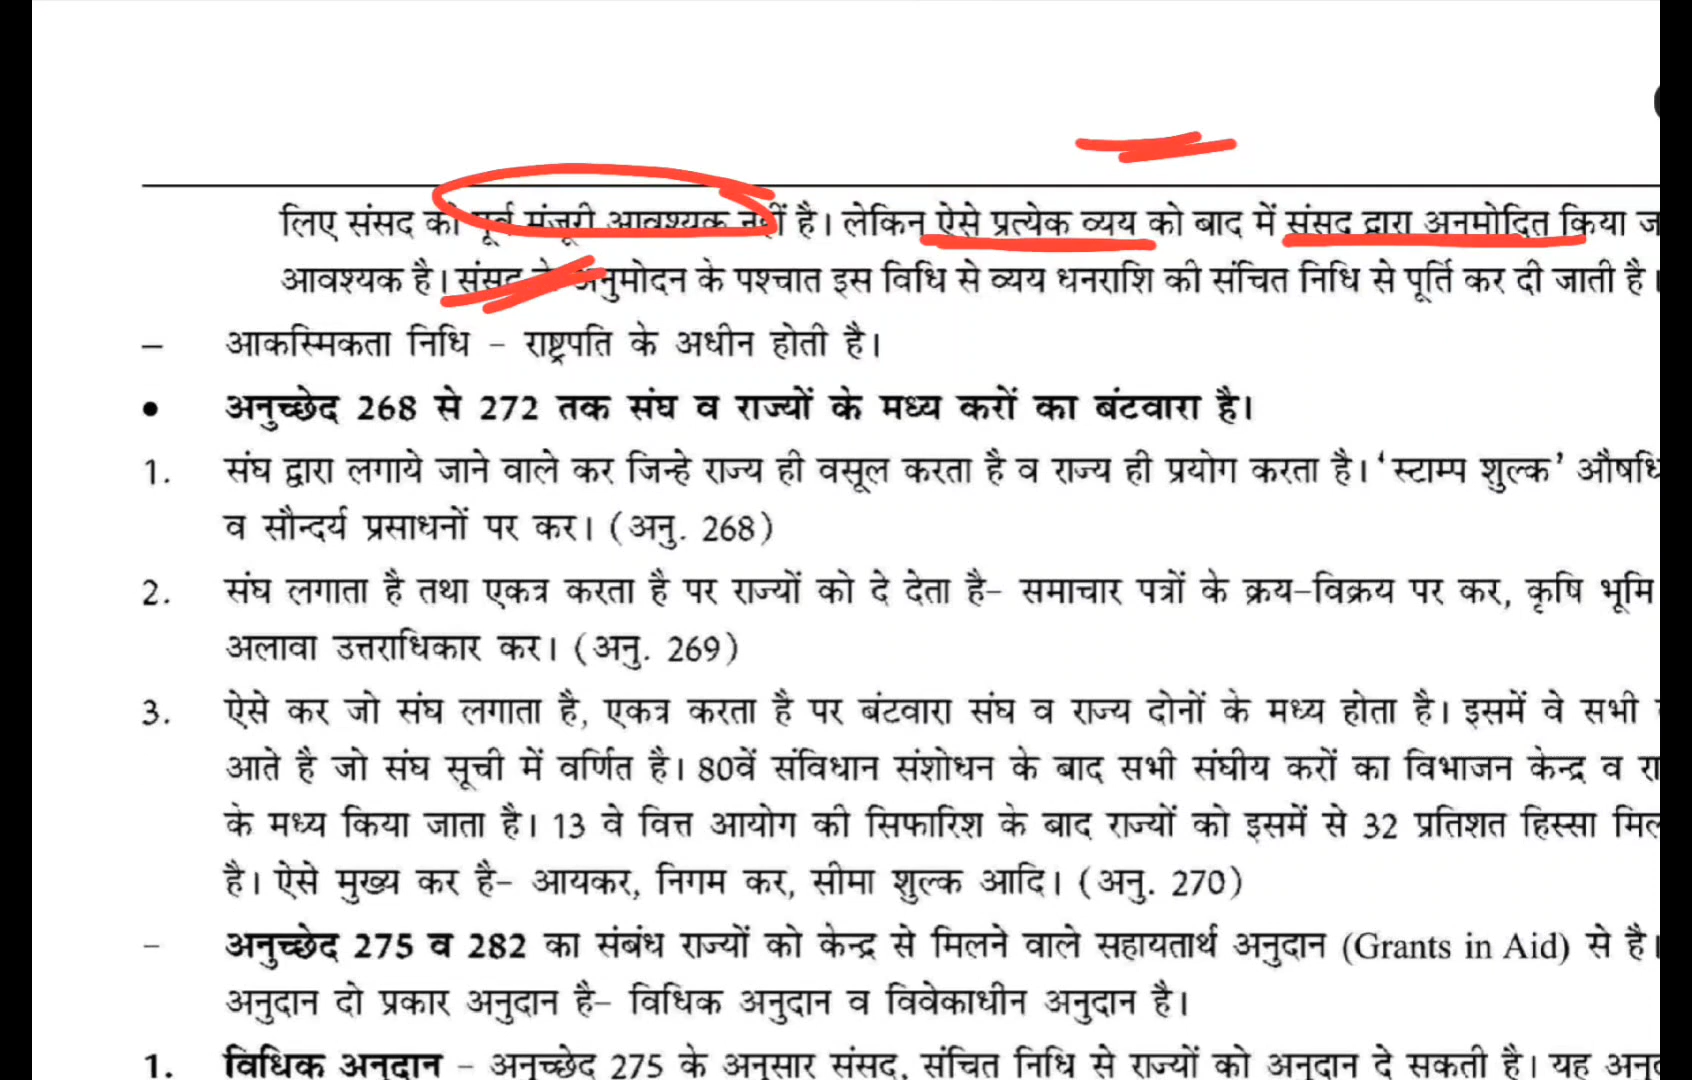 लिए संसद की पूर्व मंजूरी आवश्यक नहीं है। लेकिन ऐसे प्रत्येक व्यय को बाद में संसद द्वारा अनमोदित किया
आवश्यक है। संसद के अनुमोदन के पश्चात इस विधि से व्यय धनराशि की संचित निधि से पूर्ति कर दी जाती है।
– आकस्मिकता निधि – राष्ट्रपति के अधीन होती है।
• अनुच्छेद 268 से 272 तक संघ व राज्यों के मध्य करों का बंटवारा है।
1. संघ द्वारा लगाये जाने वाले कर जिन्हे राज्य ही वसूल करता है व राज्य ही प्रयोग करता है। ‘स्टाम्प शुल्क’ औषधि
व सौन्दर्य प्रसाधनों पर कर। (अनु. 268)
2. संघ लगाता है तथा एकत्र करता है पर राज्यों को दे देता है– समाचार पत्रों के क्रय–विक्रय पर कर, कृषि भूमि
अलावा उत्तराधिकार कर। (अनु. 269)
3. ऐसे कर जो संघ लगाता है, एकत्र करता है पर बंटवारा संघ व राज्य दोनों के मध्य होता है। इसमें वे सभी
आते है जो संघ सूची में वर्णित है। 80वें संविधान संशोधन के बाद सभी संघीय करों का विभाजन केन्द्र व
के मध्य किया जाता है। 13 वे वित्त आयोग की सिफारिश के बाद राज्यों को इसमें से 32 प्रतिशत हिस्सा
है। ऐसे मुख्य कर है– आयकर, निगम कर, सीमा शुल्क आदि। (अनु. 270)
– अनुच्छेद 275 व 282 का संबंध राज्यों को केन्द्र से मिलने वाले सहायतार्थ अनुदान (Grants in Aid) से है।
अनुदान दो प्रकार अनुदान है– विधिक अनुदान व विवेकाधीन अनुदान है।
1. विधिक अनुदान – अनुच्छेद 275 के अनुसार संसद, संचित निधि से राज्यों को अनुदान दे सकती है। यह